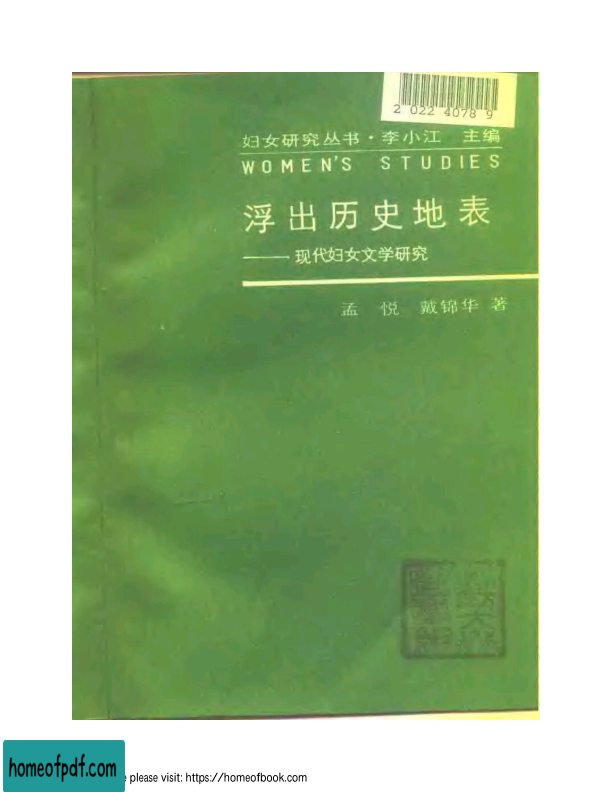 2 022 4078 9
妇女研究丛书·李小江 主编
WOMEN'S STUDIES
浮出历史地表
——现代妇女文学研究
孟 悦 戴锦华 著
homeofpdf.com
please visit: https://homeofbook.com